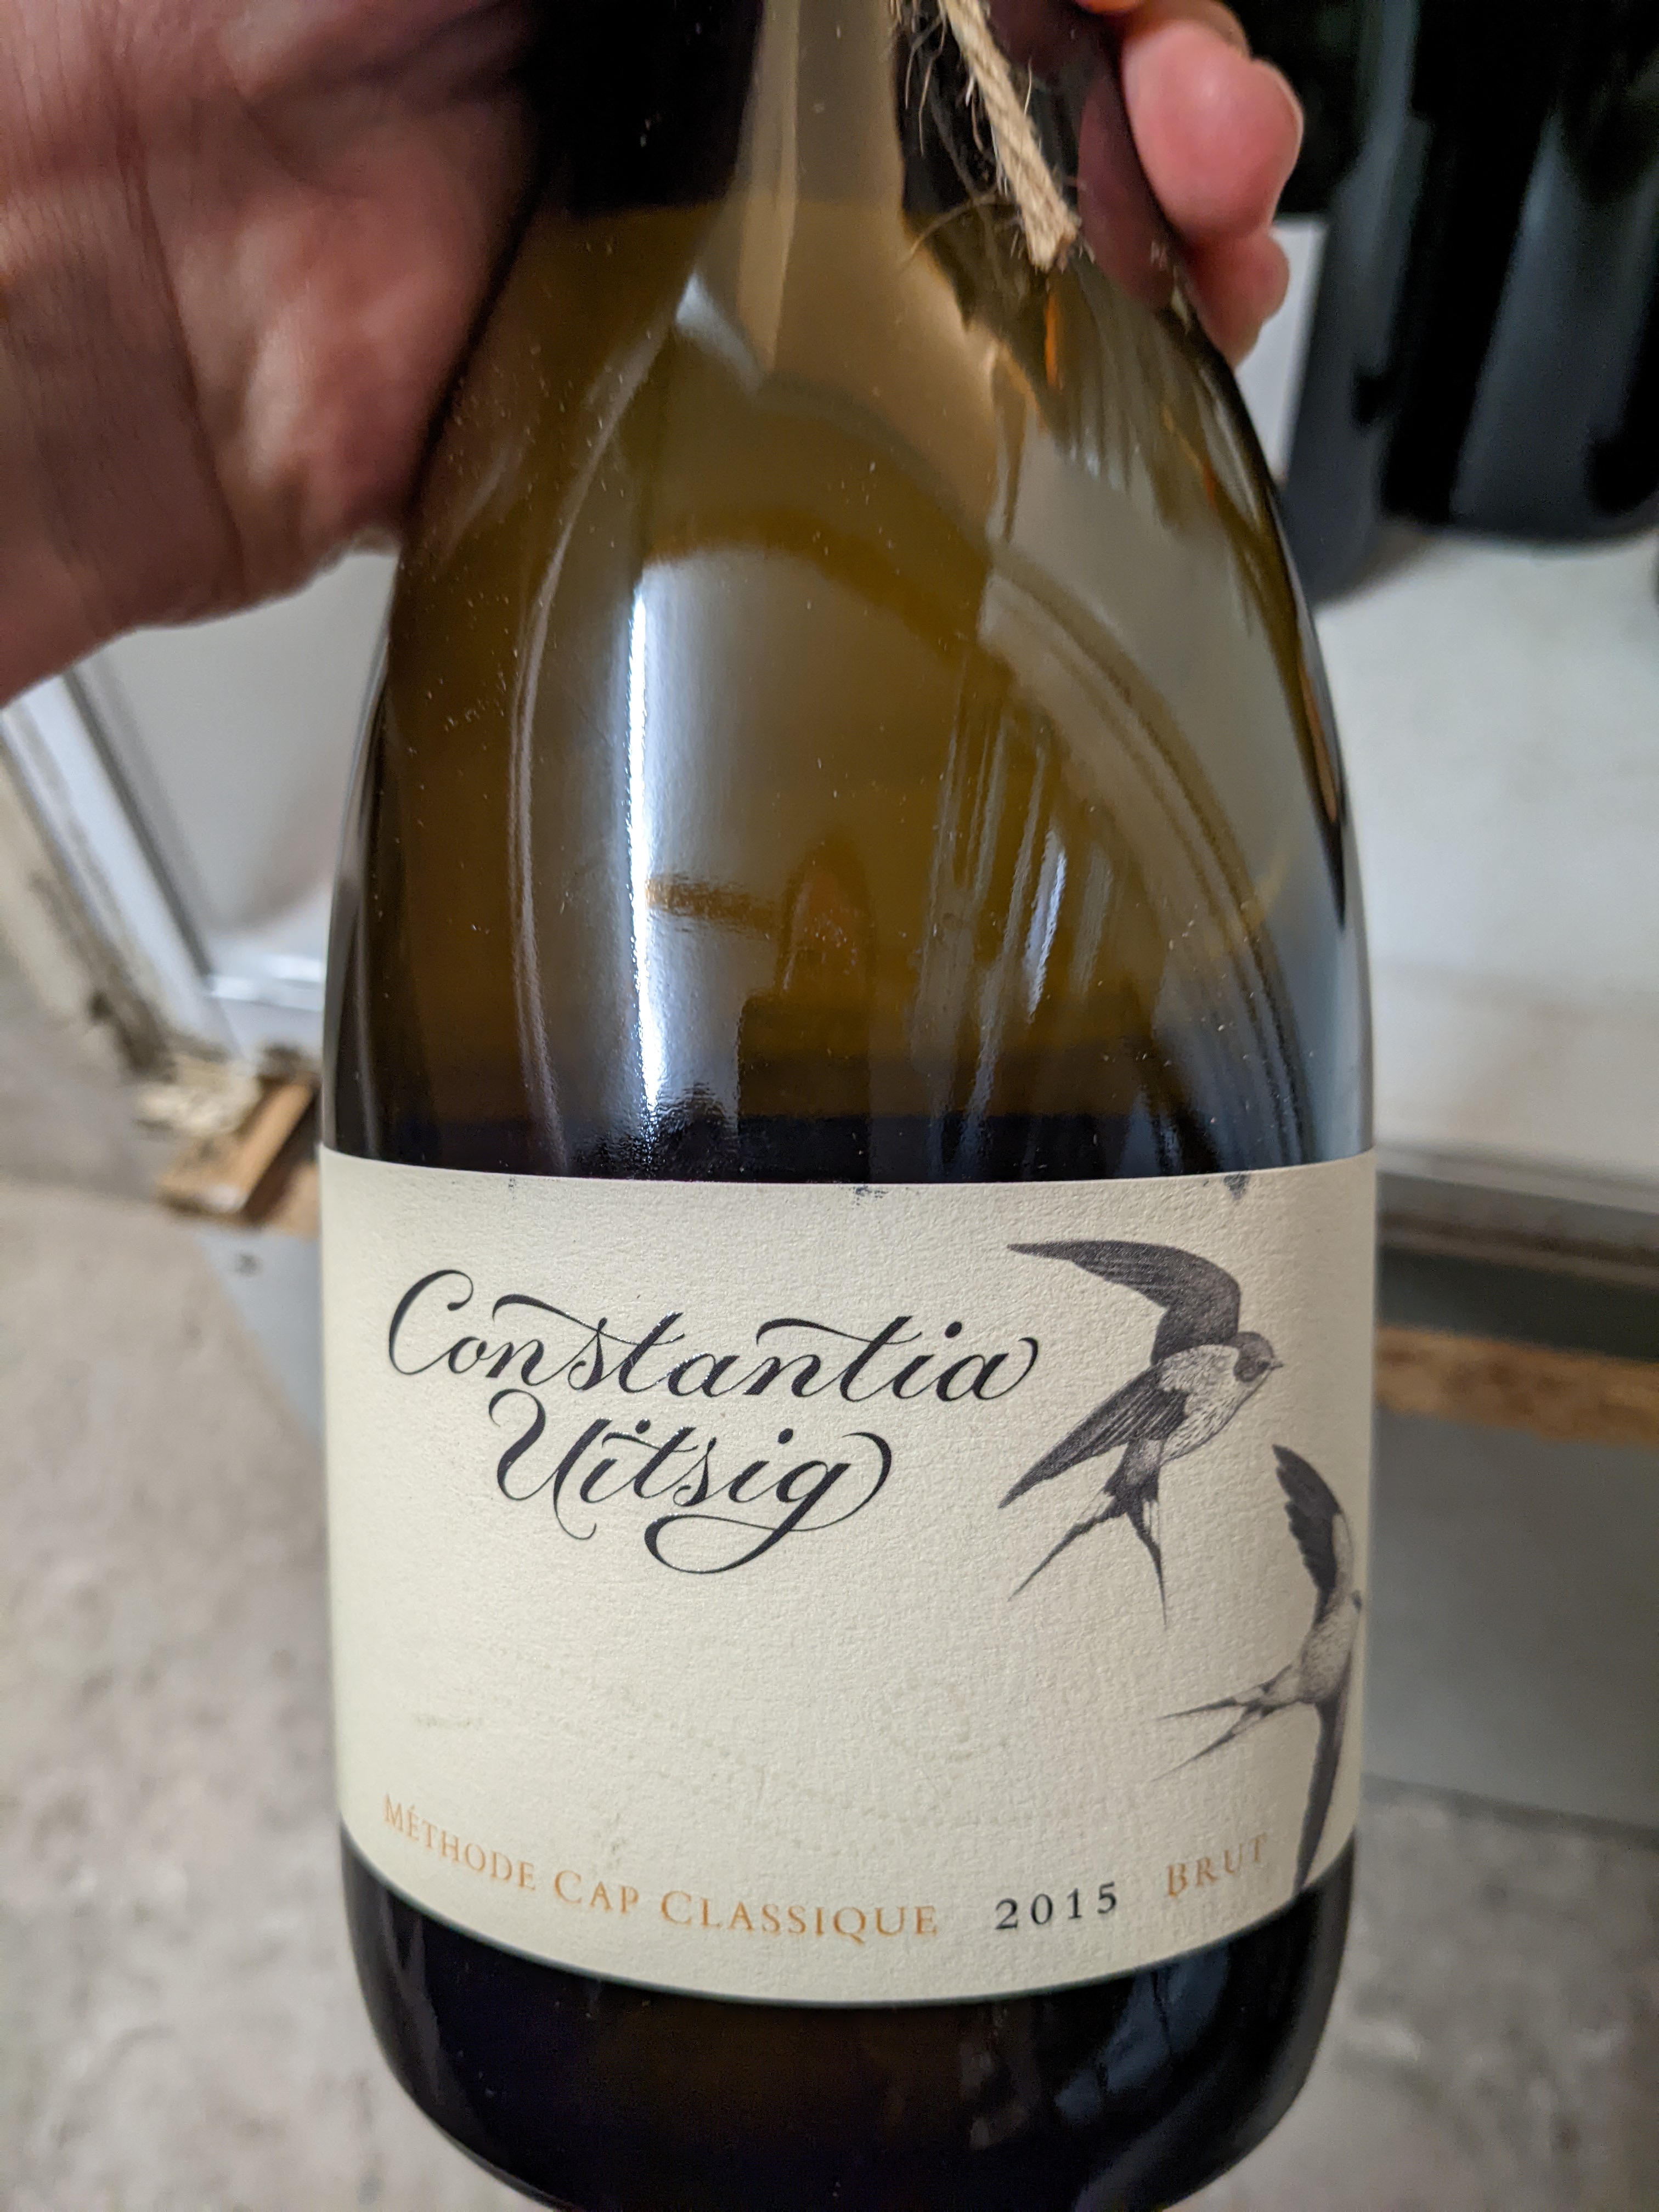 Constantia
Uitsig
MÉTHODE CAP CLASSIQUE 2015 BRUT